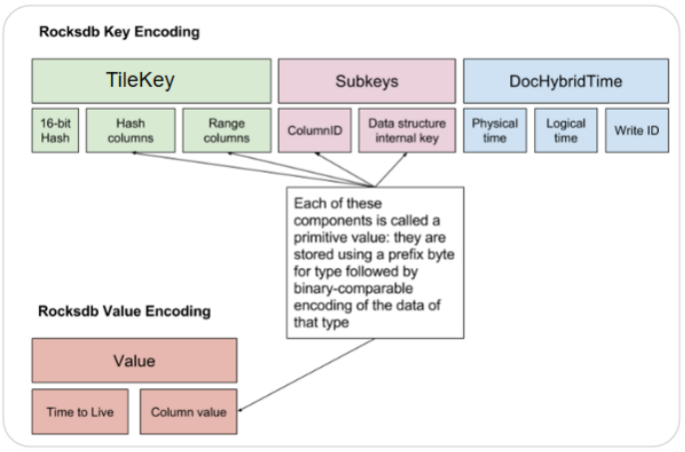 Rocksdb Key Encoding
TileKey
Subkeys
DocHybridTime
16-bit
Hash
Hash
columns
Range
columns
ColumnID
Data structure
internal key
Physical
time
Logical
time
Write ID
Each of these
components is called a
primitive value: they are
stored using a prefix byte
for type followed by
binary-comparable
encoding of the data of
that type
Rocksdb Value Encoding
Value
Time to Live
Column value